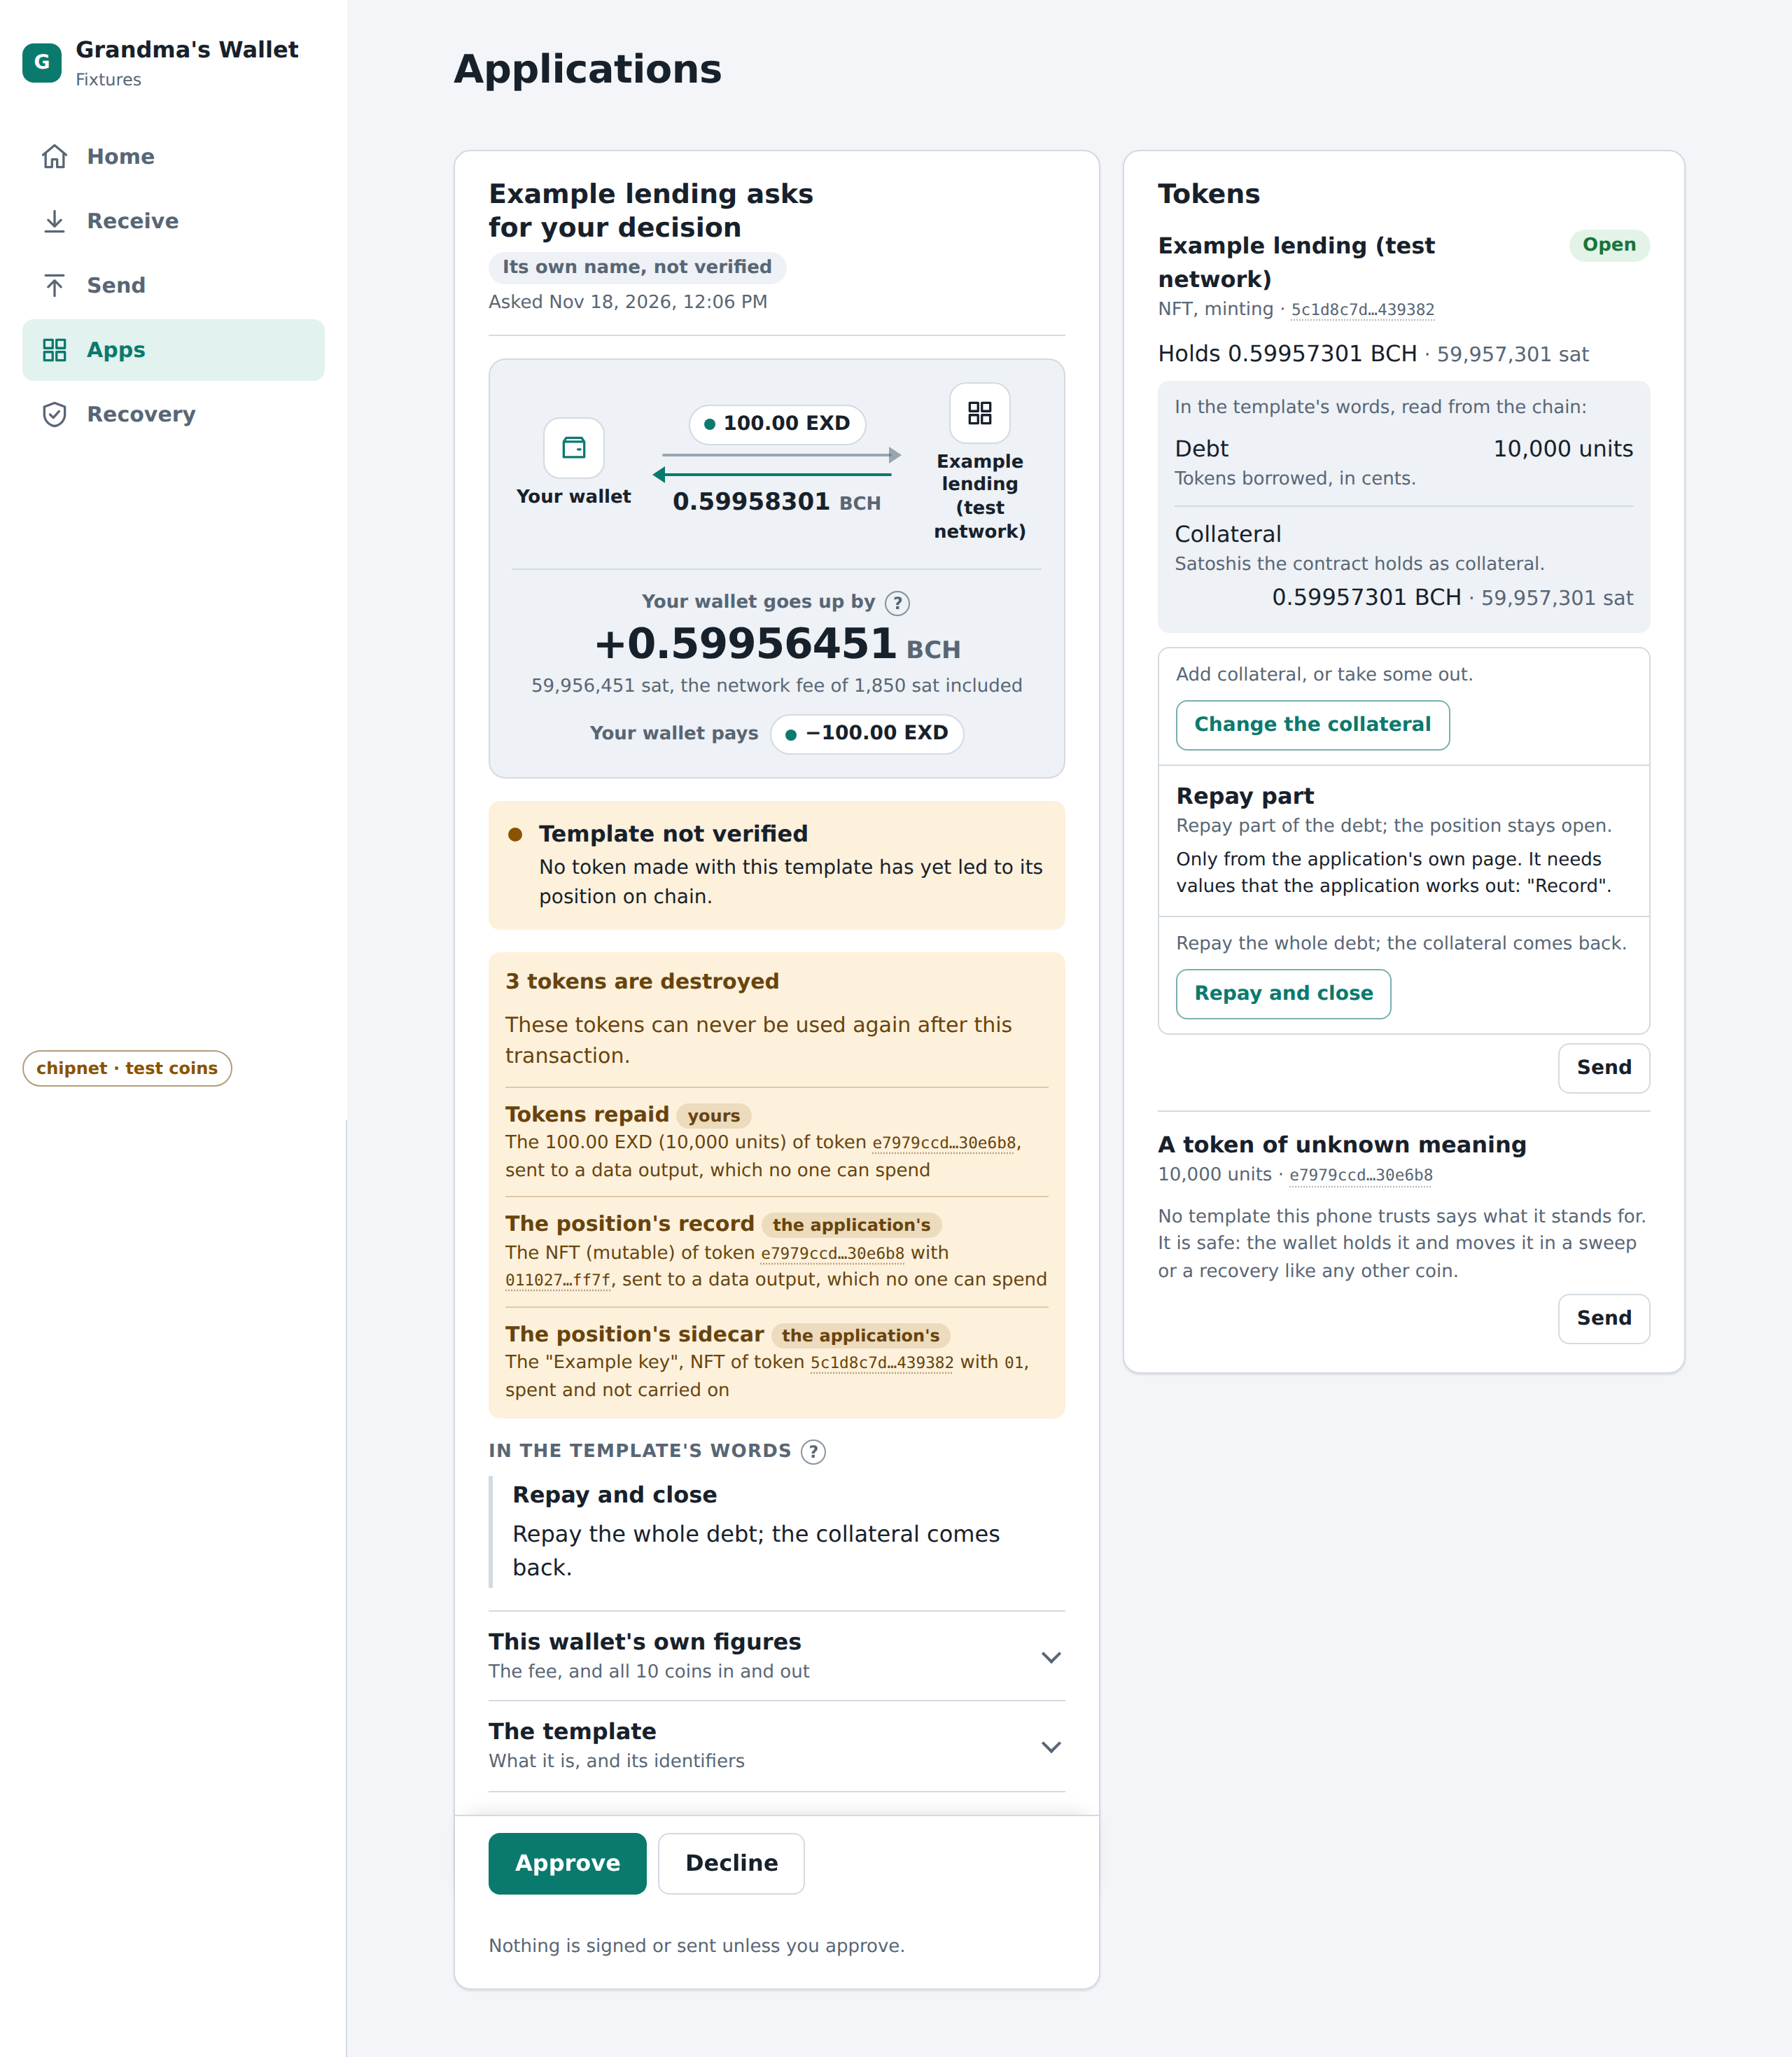 G
Grandma's Wallet
Fixtures
Home
Receive
Send
Apps
Recovery
chipnet · test coins
Applications
Example lending asks
for your decision
Its own name, not verified
Asked Nov 18, 2026, 12:06 PM
Your wallet
100.00 EXD
0.59958301 BCH
Example
lending
(test
network)
Your wallet goes up by ?
+0.59956451 BCH
59,956,451 sat, the network fee of 1,850 sat included
Your wallet pays −100.00 EXD
Template not verified
No token made with this template has yet led to its
position on chain.
3 tokens are destroyed
These tokens can never be used again after this
transaction.
Tokens repaid yours
The 100.00 EXD (10,000 units) of token e7979ccd…30e6b8,
sent to a data output, which no one can spend
The position's record the application's
The NFT (mutable) of token e7979ccd…30e6b8 with
011027…ff7f, sent to a data output, which no one can spend
The position's sidecar the application's
The "Example key", NFT of token 5c1d8c7d…439382 with 01,
spent and not carried on
IN THE TEMPLATE'S WORDS ?
Repay and close
Repay the whole debt; the collateral comes
back.
This wallet's own figures
The fee, and all 10 coins in and out
The template
What it is, and its identifiers
Approve
Decline
Nothing is signed or sent unless you approve.
Tokens
Example lending (test
network)
Open
NFT, minting · 5c1d8c7d…439382
Holds 0.59957301 BCH · 59,957,301 sat
In the template's words, read from the chain:
Debt 10,000 units
Tokens borrowed, in cents.
Collateral
Satoshis the contract holds as collateral.
0.59957301 BCH · 59,957,301 sat
Add collateral, or take some out.
Change the collateral
Repay part
Repay part of the debt; the position stays open.
Only from the application's own page. It needs
values that the application works out: "Record".
Repay the whole debt; the collateral comes back.
Repay and close
Send
A token of unknown meaning
10,000 units · e7979ccd…30e6b8
No template this phone trusts says what it stands for.
It is safe: the wallet holds it and moves it in a sweep
or a recovery like any other coin.
Send